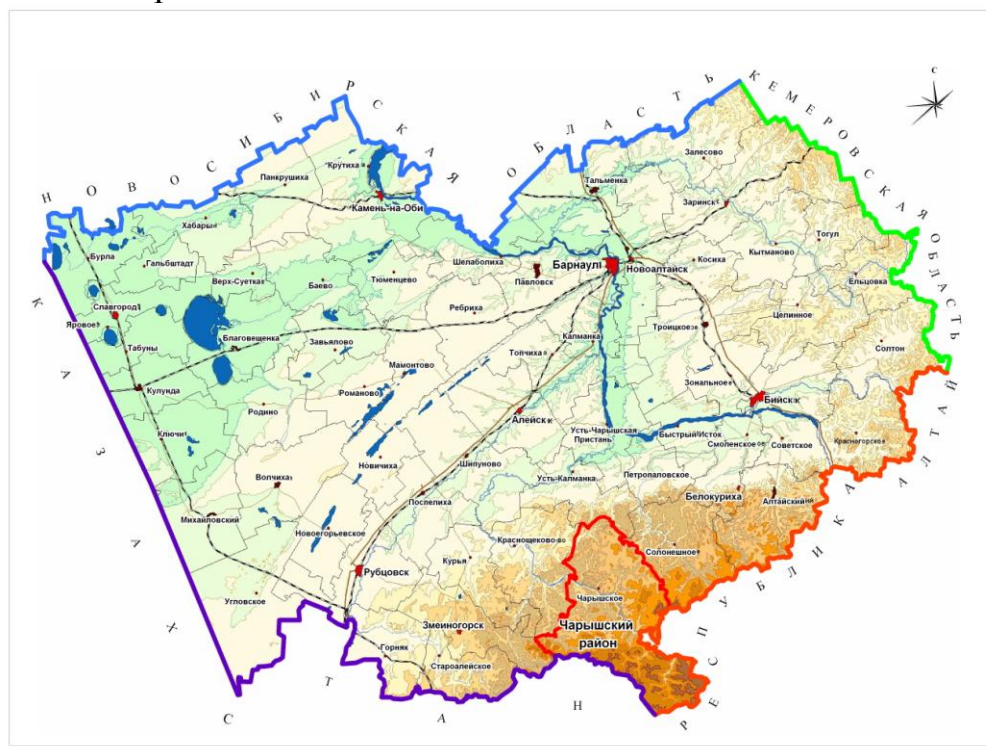 с
НОВОСИБИРСКАЯ ОБЛАСТЬ
КЕМЕРОВСКАЯ ОБЛАСТЬ
Залесово
Крутиха
Панкрушиха
Тальменка
Камень-на-Оби
Заринск
Хабары
Тогул
Кытманово
Бурла
Гальбштадт
Шелаболиха
Барнаул
Новоалтайск
Косиха
Верх-Суетка
Баево
Тюменцево
Павловск
Ельцовка
Славгород
Ребриха
Целинное
Яровое
Благовещенка
Завьялово
Калманка
Троицкое
Табуны
Топчиха
Солтон
Мамонтово
Кулунда
Романово
Зональное
Бийск
Родино
Алейск
Усть-Чарышская
Пристань
Быстрый Исток
Ключи
Смоленское
Советское
Красногорское
Новичиха
Шипуново
Волчиха
Усть-Калманка
Петропаловское
Белокуриха
Алтайский
Поспелиха
Михайловский
Новоегорьевское
Краснощеково
Солонешное
Курья
Рубцовск
Угловское
Чарышское
Змеиногорск
Чарышский
район
Горняк
Староалейское
КАЗАХСТАН
РЕСПУБЛИКА АЛТАЙ